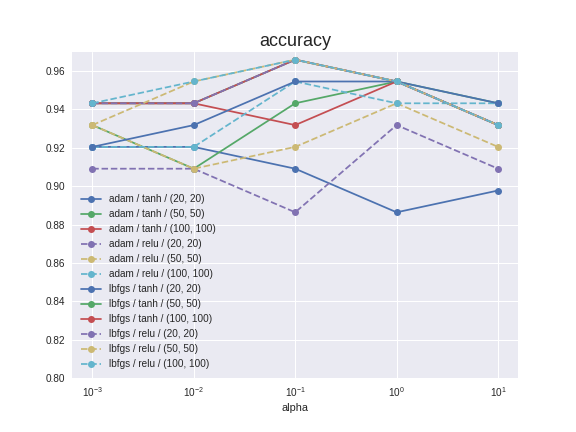 accuracy
0.96
0.94
0.92
0.90
0.88
0.86
0.84
0.82
0.80
adam / tanh / (20, 20)
adam / tanh / (50, 50)
adam / tanh / (100, 100)
adam / relu / (20, 20)
adam / relu / (50, 50)
adam / relu / (100, 100)
lbfgs / tanh / (20, 20)
lbfgs / tanh / (50, 50)
lbfgs / tanh / (100, 100)
lbfgs / relu / (20, 20)
lbfgs / relu / (50, 50)
lbfgs / relu / (100, 100)
10⁻³ 10⁻² 10⁻¹ 10⁰ 10¹
alpha